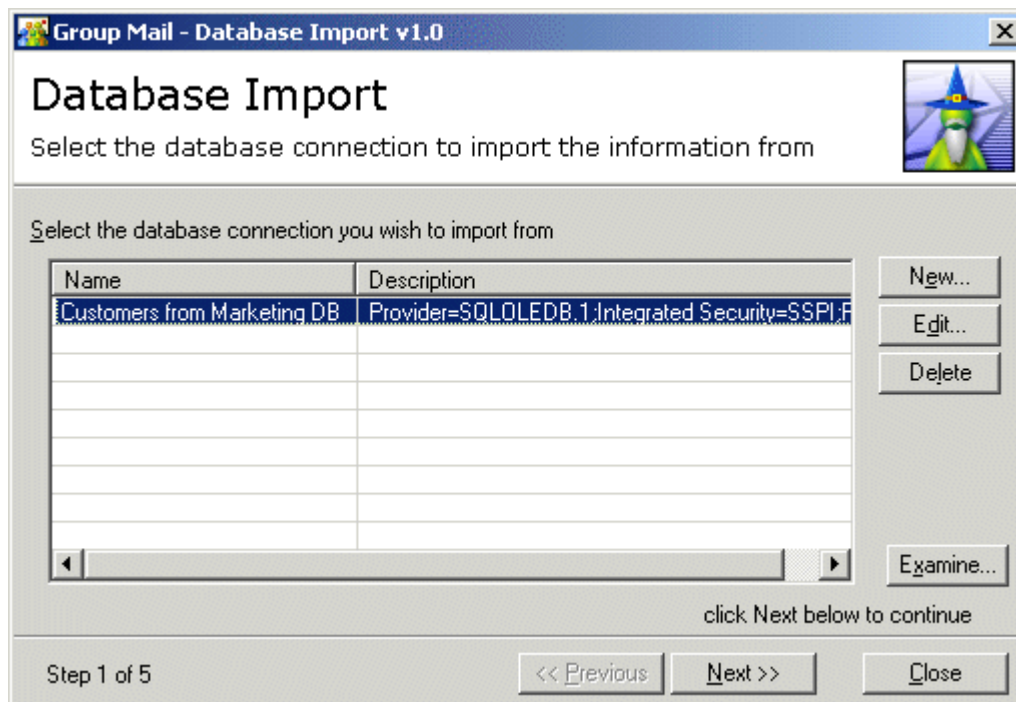 Group Mail - Database Import v1.0
Database Import
Select the database connection to import the information from
Select the database connection you wish to import from
Name Description
Customers from Marketing DB Provider=SQLOLEDB.1;Integrated Security=SSPI;P
New...
Edit...
Delete
Examine...
click Next below to continue
Step 1 of 5 << Previous Next >> Close